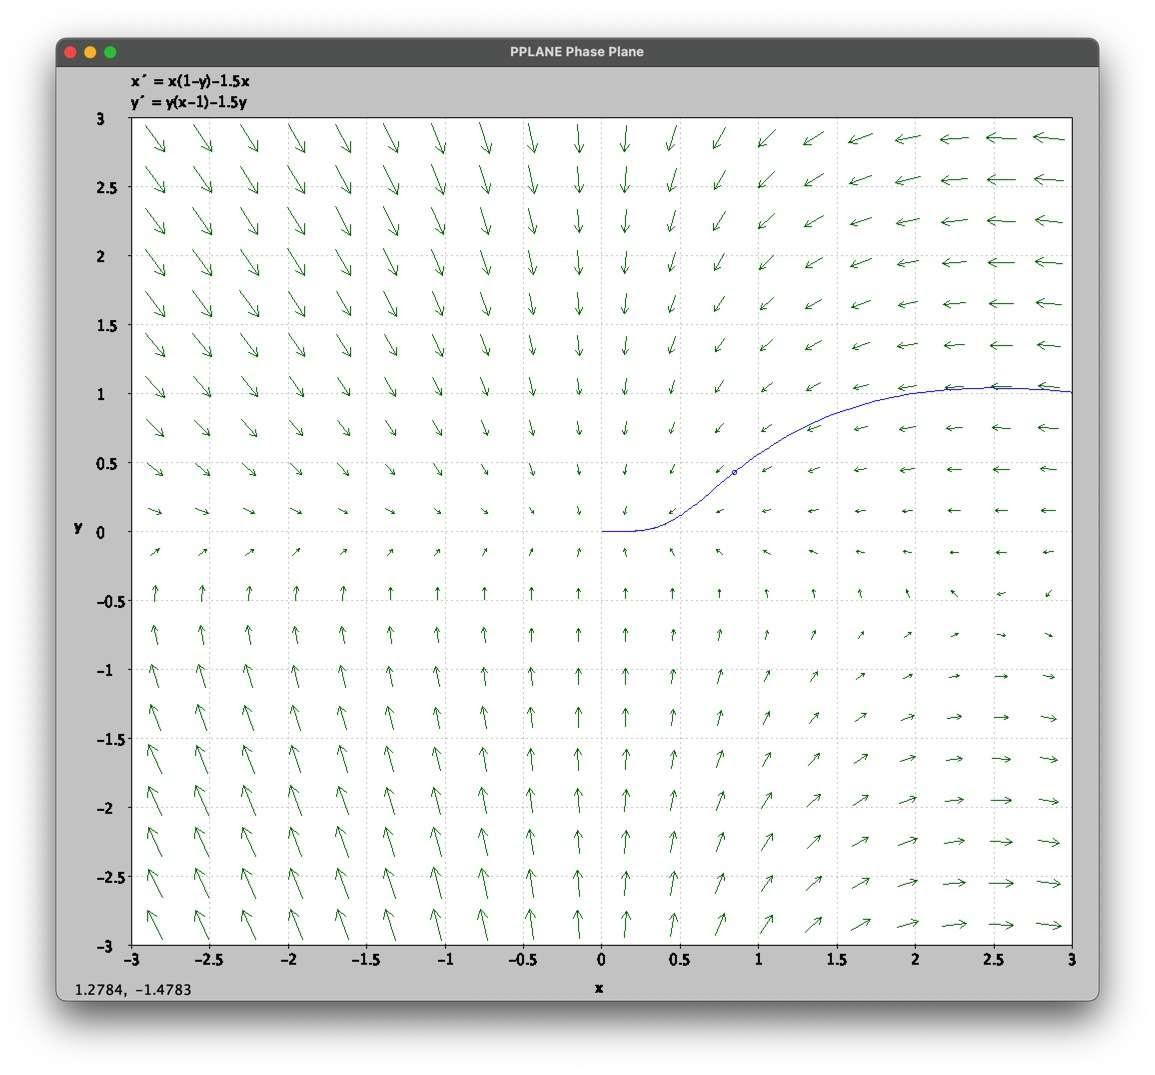 PPLANE Phase Plane
x´ = x(1-y)-1.5x
y´ = y(x-1)-1.5y
3
2.5
2
1.5
1
0.5
y 0
-0.5
-1
-1.5
-2
-2.5
-3
-3 -2.5 -2 -1.5 -1 -0.5 0 0.5 1 1.5 2 2.5 3
x
1.2784, -1.4783